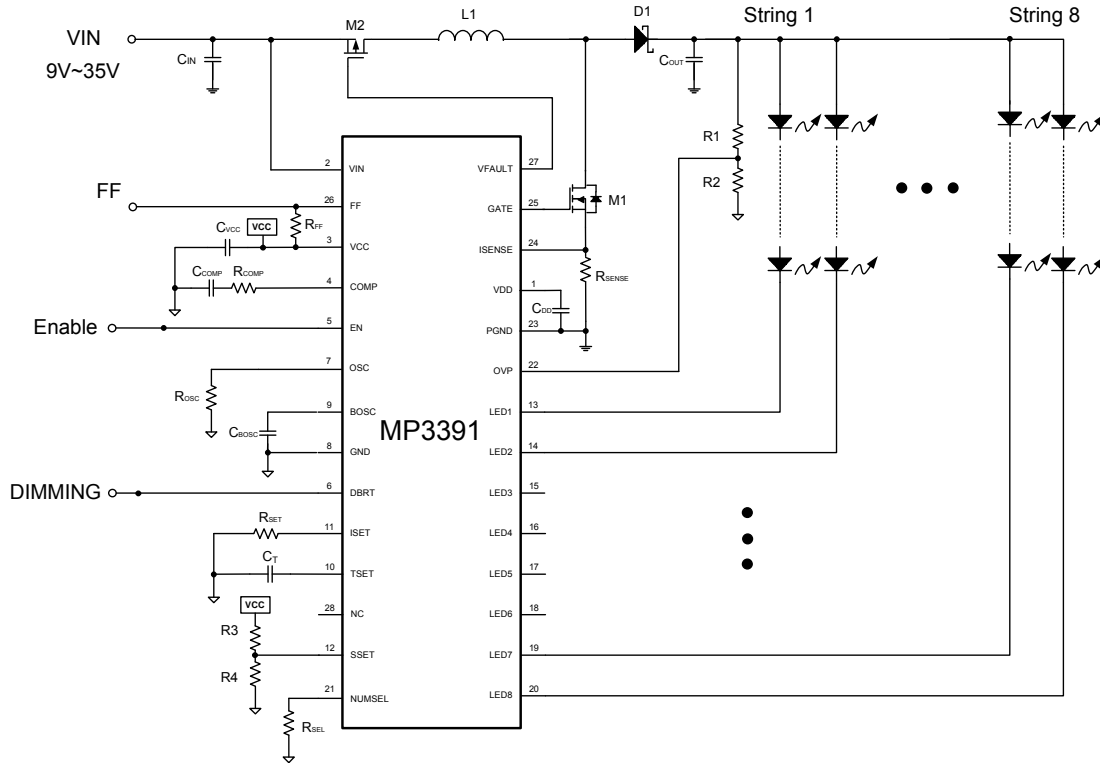 L1
D1
String 1
String 8
M2
VIN
9V~35V
CIN
COUT
R1
R2
2
VIN
VFAULT
27
FF
26
FF
GATE
25
M1
RFF
CVCC
VCC
3
VCC
ISENSE
24
RSENSE
CCOMP
RCOMP
4
COMP
VDD
1
CDD
Enable
5
EN
PGND
23
7
OSC
OVP
22
ROSC
9
BOSC
LED1
13
CBOSC
MP3391
8
GND
LED2
14
DIMMING
6
DBRT
LED3
15
RSET
11
ISET
LED4
16
CT
10
TSET
LED5
17
VCC
28
NC
LED6
18
R3
12
SSET
LED7
19
R4
21
NUMSEL
LED8
20
RSEL